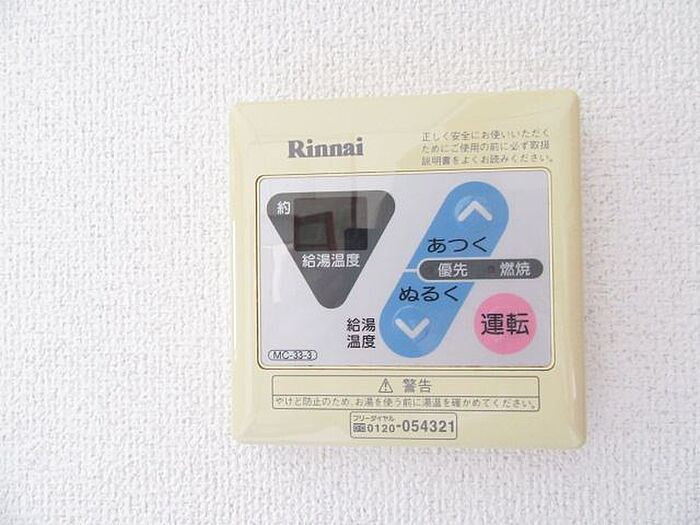 Rinnai
正しく安全にお使いいただく
ためにご使用の前に必ず取扱
説明書をよくお読みください。
約
給湯温度
あつく
優先 燃焼
ぬるく
給湯
温度
運転
MC-33-3
⚠ 警告
やけど防止のため、お湯を使う前に湯温を確かめてください。
フリーダイヤル
0120-054321